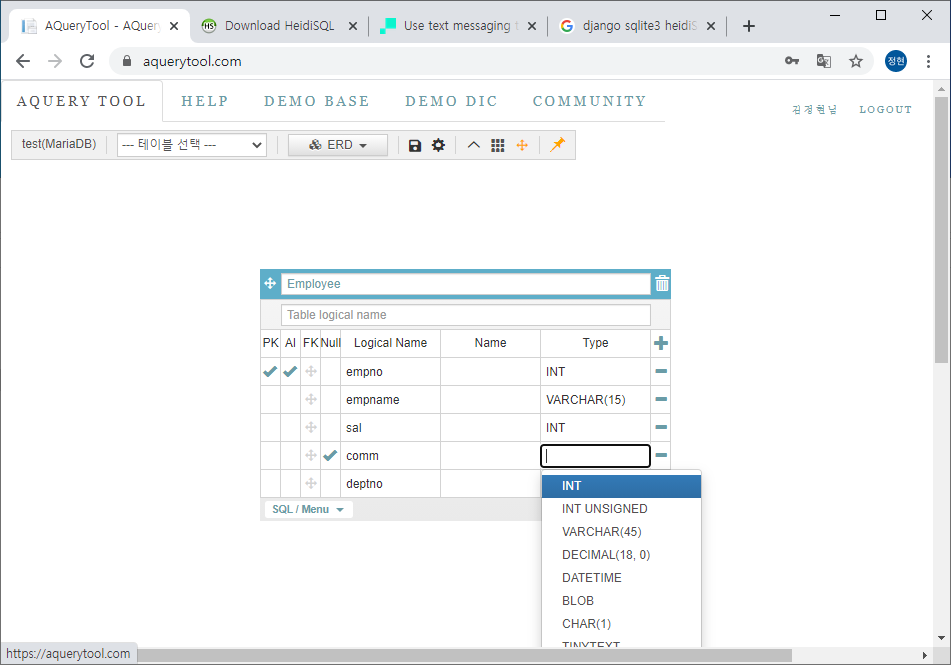 AQueryTool - AQuery
Download HeidiSQL
Use text messaging t
django sqlite3 heidiS
aquerytool.com
정현
AQUERY TOOL HELP DEMO BASE DEMO DIC COMMUNITY
김정현님 LOGOUT
test(MariaDB) --- 테이블 선택 --- ERD
Employee
Table logical name
PK AI FK Null Logical Name Name Type
empno INT
empname VARCHAR(15)
sal INT
comm
deptno
SQL / Menu
INT
INT UNSIGNED
VARCHAR(45)
DECIMAL(18, 0)
DATETIME
BLOB
CHAR(1)
TINYTEXT
https://aquerytool.com